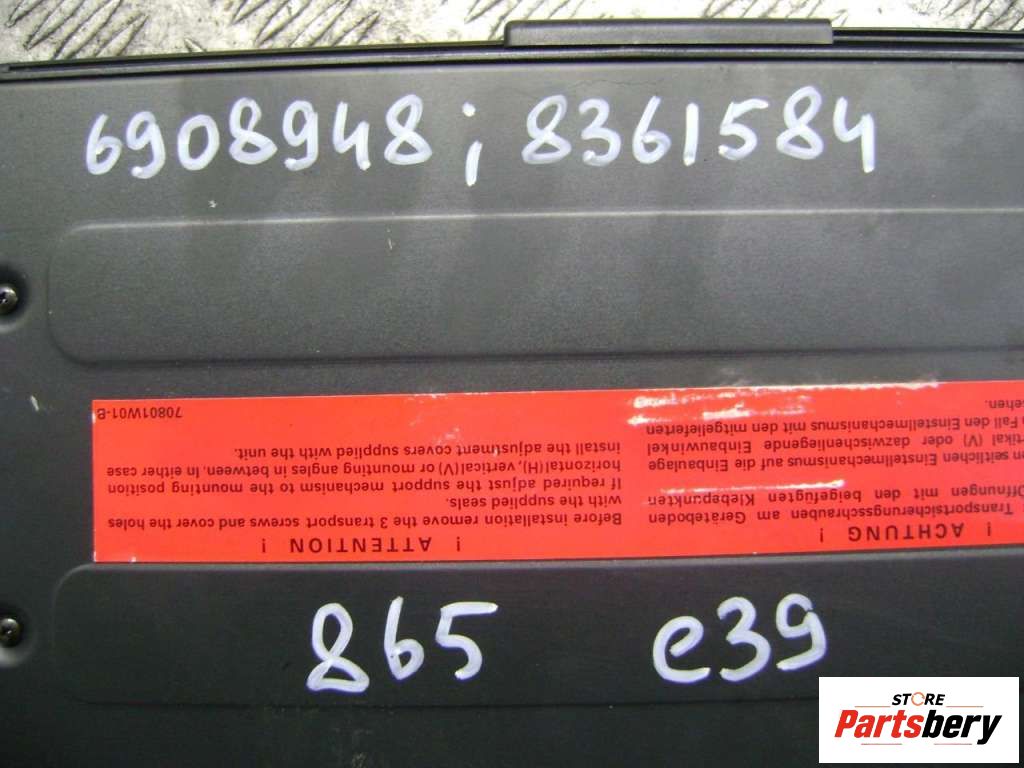 6908948; 8361584
! ATTENTION !
Before installation remove the 3 transport screws and cover the holes
with the supplied seals.
If required adjust the support mechanism to the mounting position
horizontal(H), vertical(V) or mounting angles in between. In either case
install the adjustment covers supplied with the unit.
70801W01-B
! ACHTUNG !
Transportsicherungsschrauben am Geräteboden
Öffnungen mit den beigefügten Klebepunkten
seitlichen Einstellmechanismus auf die Einbaulage
(V) oder dazwischenliegende Einbauwinkel
Fall den Einstellmechanismus mit den mitgelieferten
865 e39
STORE
Partsbery